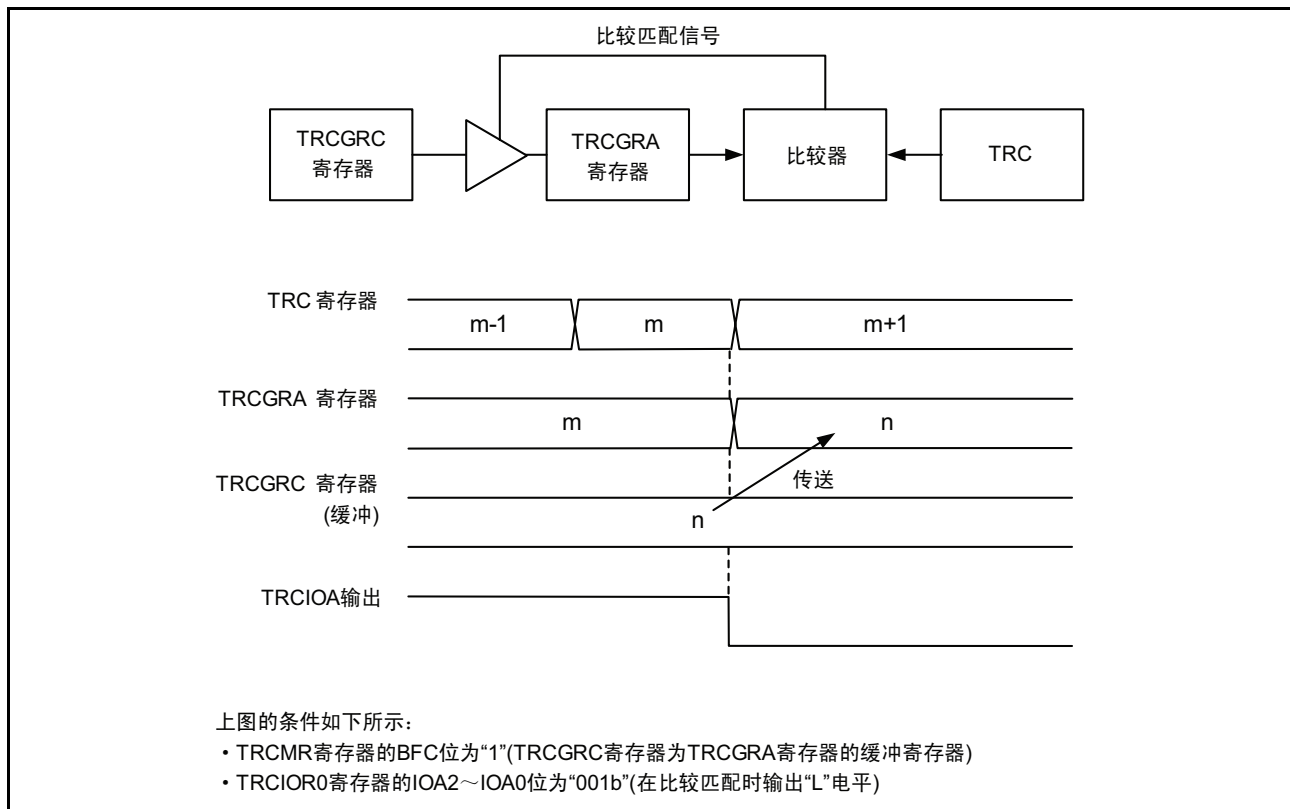 比较匹配信号
TRCGRC
寄存器
TRCGRA
寄存器
比较器
TRC
TRC 寄存器
m-1
m
m+1
TRCGRA 寄存器
m
n
TRCGRC 寄存器
(缓冲)
传送
n
TRCIOA输出
上图的条件如下所示：
・TRCMR寄存器的BFC位为“1”(TRCGRC寄存器为TRCGRA寄存器的缓冲寄存器)
・TRCIOR0寄存器的IOA2～IOA0位为“001b”(在比较匹配时输出“L”电平)